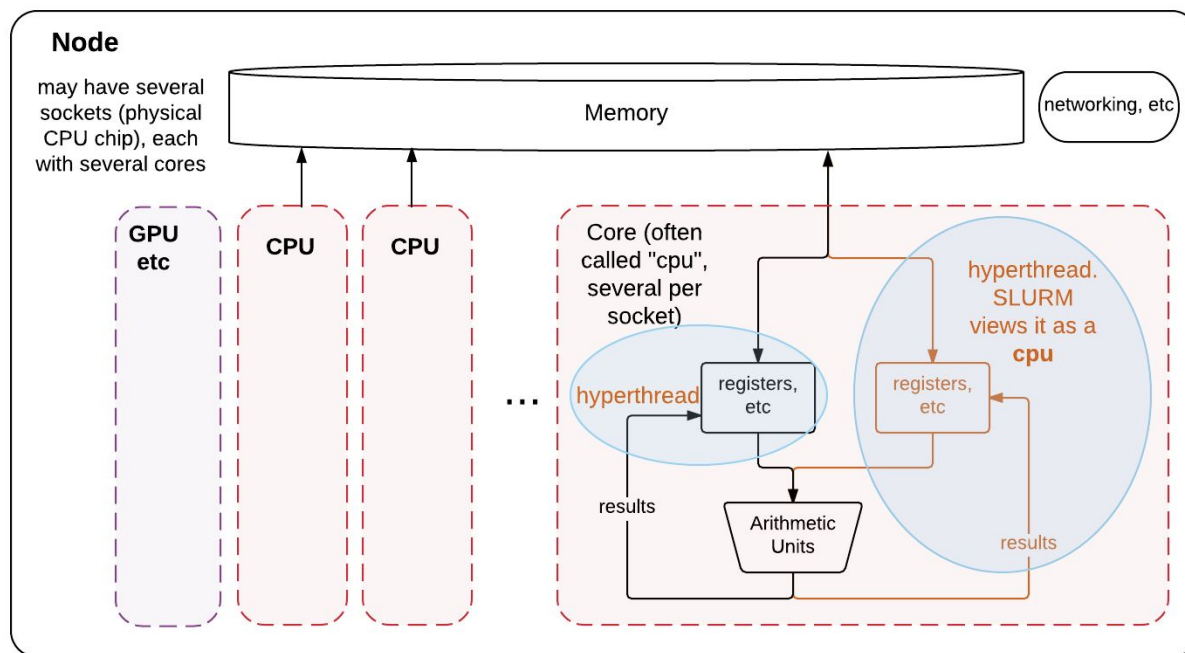 Node
may have several
sockets (physical
CPU chip), each
with several cores
Memory
networking, etc
GPU
etc
CPU
CPU
...
Core (often
called "cpu",
several per
socket)
hyperthread
registers,
etc
hyperthread.
SLURM
views it as a
cpu
registers,
etc
results
Arithmetic
Units
results